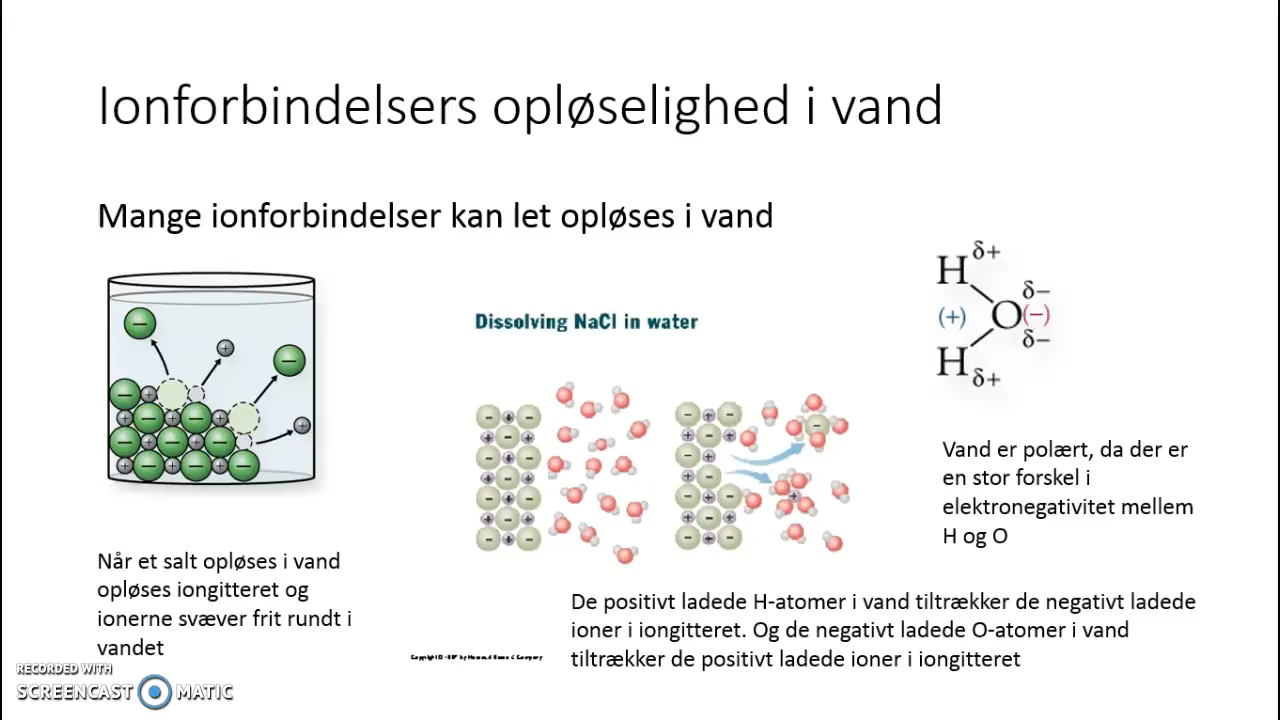 Ionforbindelsers opløselighed i vand
Mange ionforbindelser kan let opløses i vand
Dissolving NaCl in water
H δ+
δ−
(+) O (−)
δ−
H δ+
Vand er polært, da der er
en stor forskel i
elektronegativitet mellem
H og O
Når et salt opløses i vand
opløses iongitteret og
ionerne svæver frit rundt i
vandet
De positivt ladede H-atomer i vand tiltrækker de negativt ladede
ioner i iongitteret. Og de negativt ladede O-atomer i vand
tiltrækker de positivt ladede ioner i iongitteret
RECORDED WITH
SCREENCAST MATIC